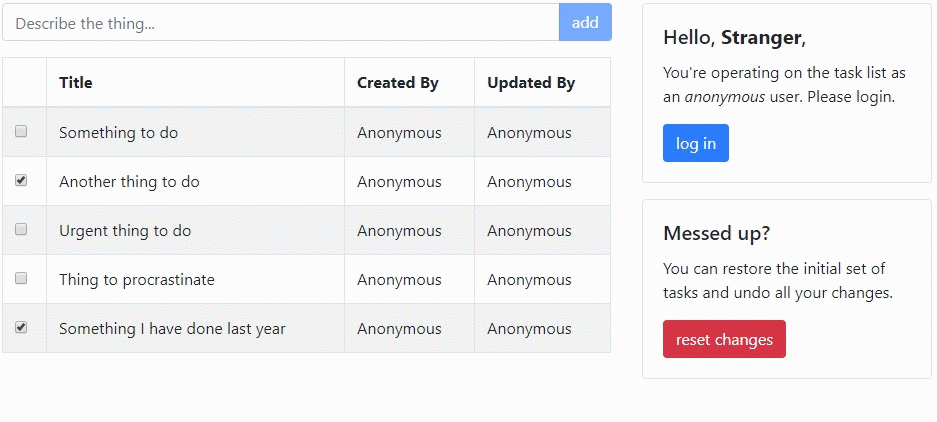 Describe the thing...
add
Title Created By Updated By
Something to do Anonymous Anonymous
Another thing to do Anonymous Anonymous
Urgent thing to do Anonymous Anonymous
Thing to procrastinate Anonymous Anonymous
Something I have done last year Anonymous Anonymous
Hello, Stranger,
You're operating on the task list as
an anonymous user. Please login.
log in
Messed up?
You can restore the initial set of
tasks and undo all your changes.
reset changes